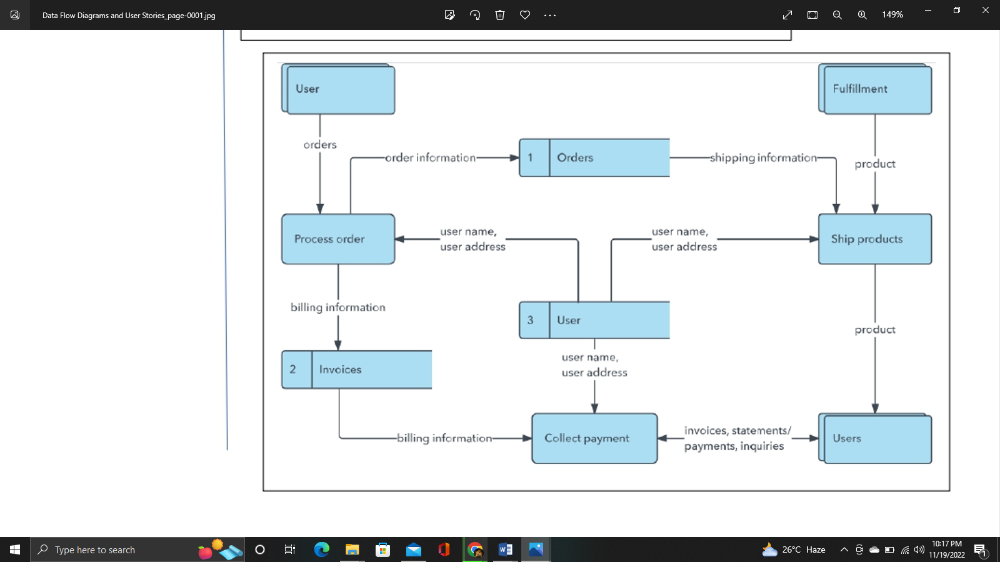 Data Flow Diagrams and User Stories_page-0001.jpg
149%
User
Fulfillment
orders
order information
1
Orders
shipping information
product
Process order
user name,
user address
user name,
user address
Ship products
billing information
3
User
product
2
Invoices
user name,
user address
billing information
Collect payment
invoices, statements/
payments, inquiries
Users
Type here to search
26°C Haze
10:17 PM
11/19/2022
1